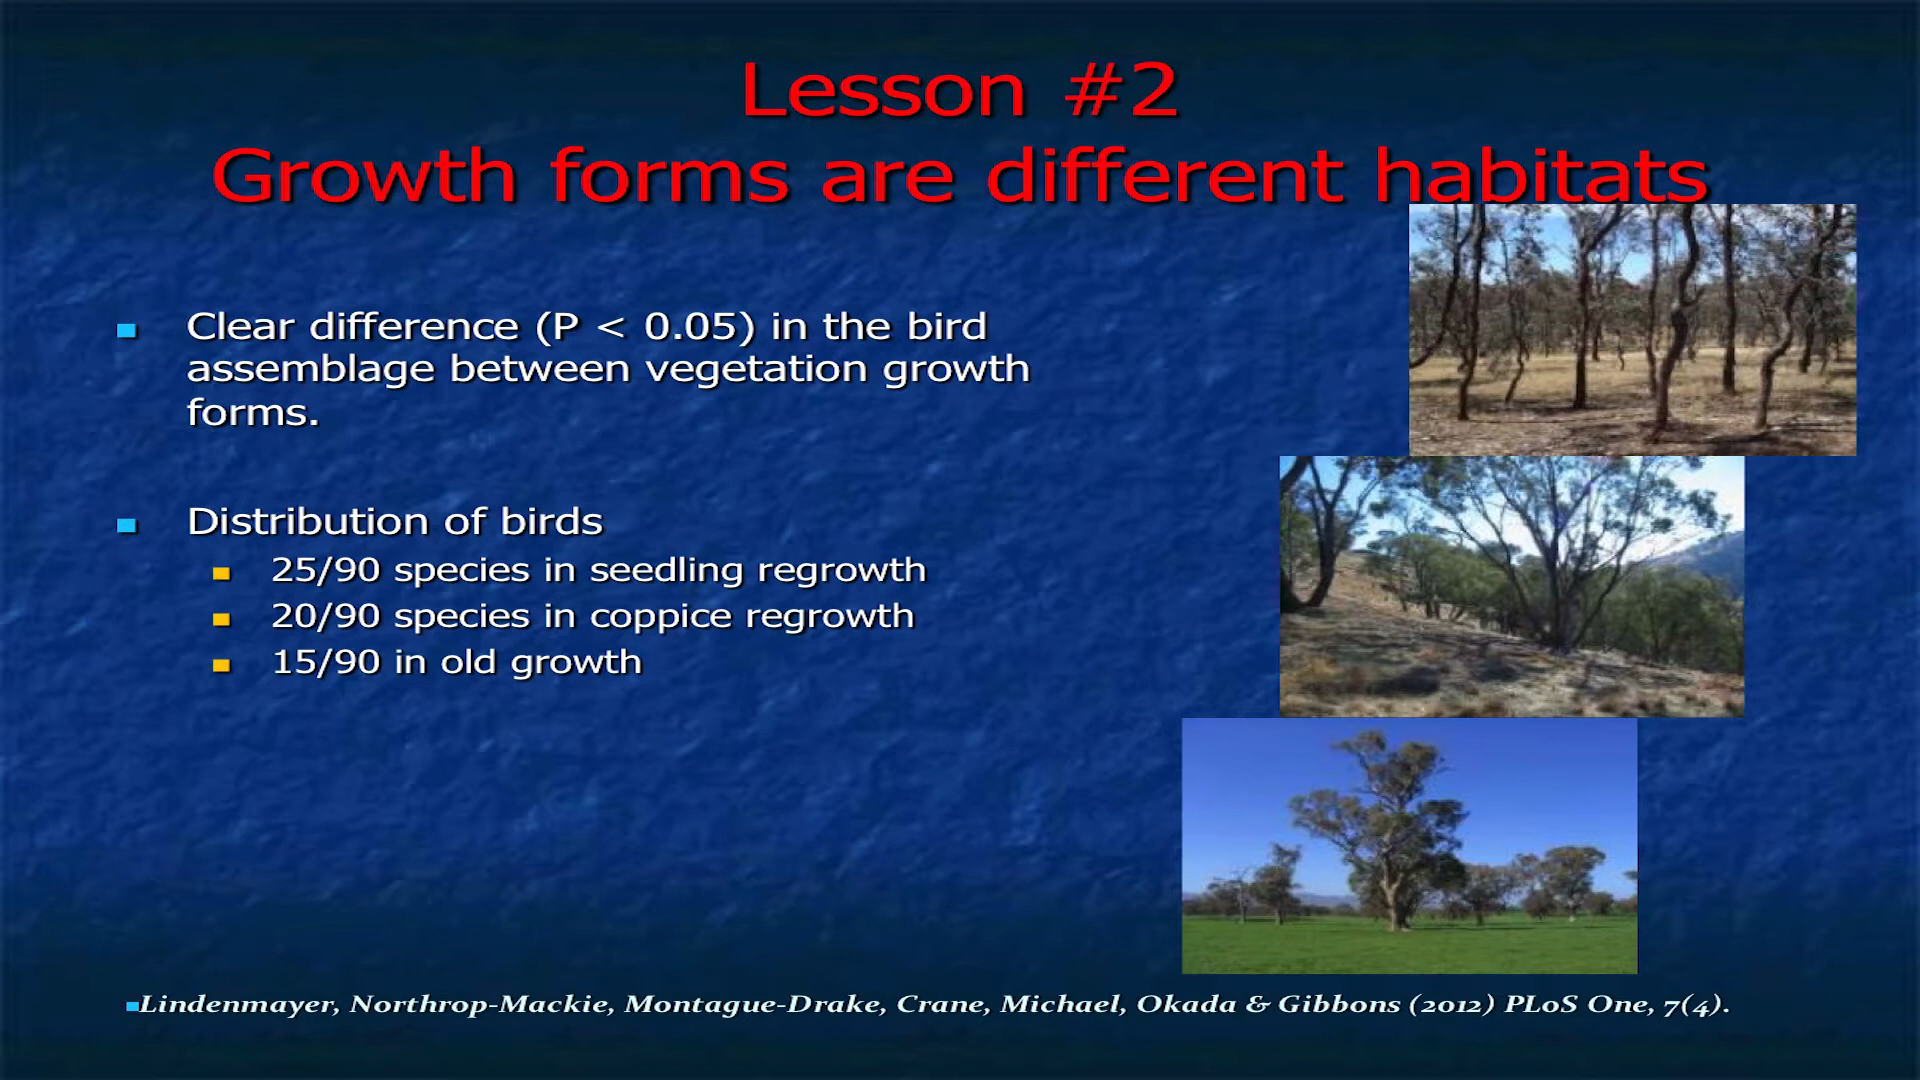 Lesson #2
Growth forms are different habitats
Clear difference (P < 0.05) in the bird
assemblage between vegetation growth
forms.
Distribution of birds
25/90 species in seedling regrowth
20/90 species in coppice regrowth
15/90 in old growth
Lindenmayer, Northrop-Mackie, Montague-Drake, Crane, Michael, Okada & Gibbons (2012) PLoS One, 7(4).